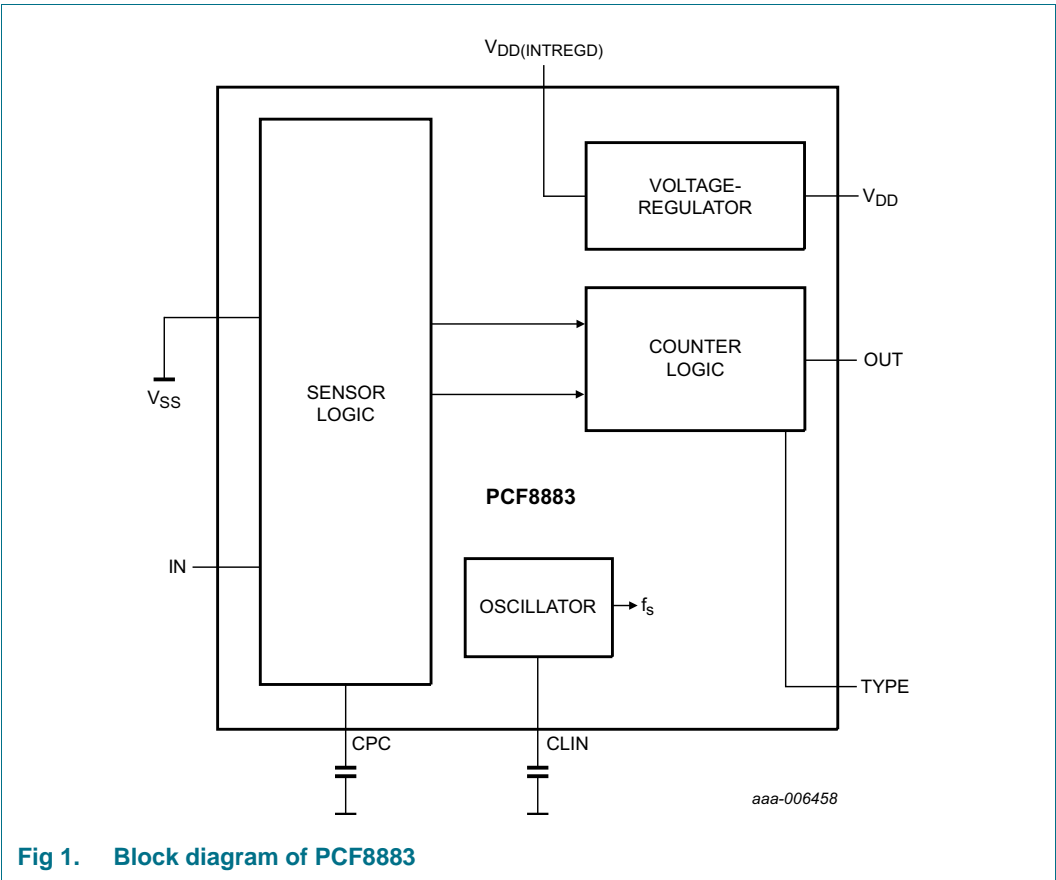 VDD(INTREGD)
VOLTAGE-
REGULATOR
VDD
COUNTER
LOGIC
OUT
SENSOR
LOGIC
VSS
PCF8883
IN
OSCILLATOR
fs
TYPE
CPC
CLIN
aaa-006458
Fig 1. Block diagram of PCF8883